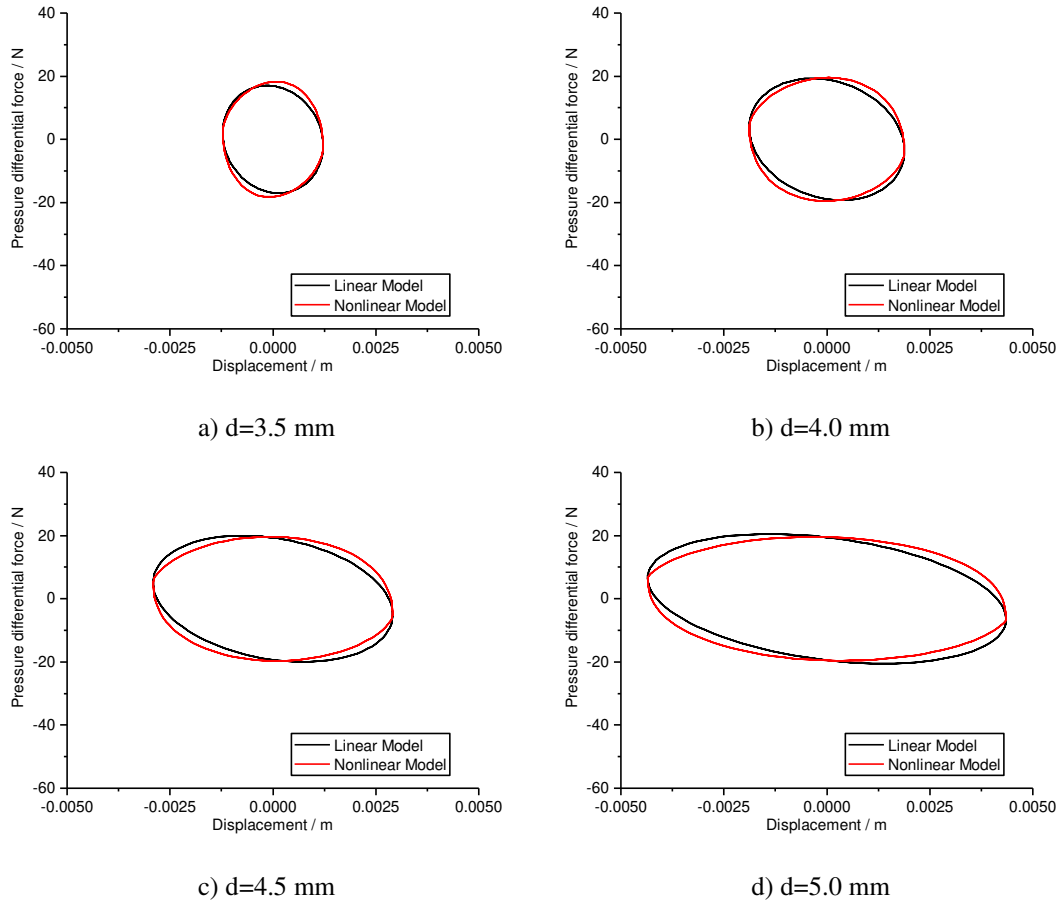 Pressure differential force / N
40
20
0
-20
-40
-60
-0.0050
-0.0025
0.0000
0.0025
0.0050
Displacement / m
Linear Model
Nonlinear Model
a) d=3.5 mm
Pressure differential force / N
40
20
0
-20
-40
-60
-0.0050
-0.0025
0.0000
0.0025
0.0050
Displacement / m
Linear Model
Nonlinear Model
b) d=4.0 mm
Pressure differential force / N
40
20
0
-20
-40
-60
-0.0050
-0.0025
0.0000
0.0025
0.0050
Displacement / m
Linear Model
Nonlinear Model
c) d=4.5 mm
Pressure differential force / N
40
20
0
-20
-40
-60
-0.0050
-0.0025
0.0000
0.0025
0.0050
Displacement / m
Linear Model
Nonlinear Model
d) d=5.0 mm